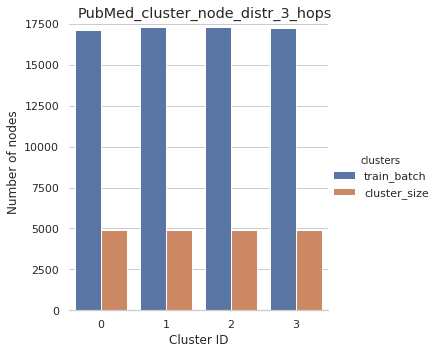 PubMed_cluster_node_distr_3_hops
17500
15000
12500
10000
7500
5000
2500
0
Number of nodes
0 1 2 3
Cluster ID
clusters
train_batch
cluster_size